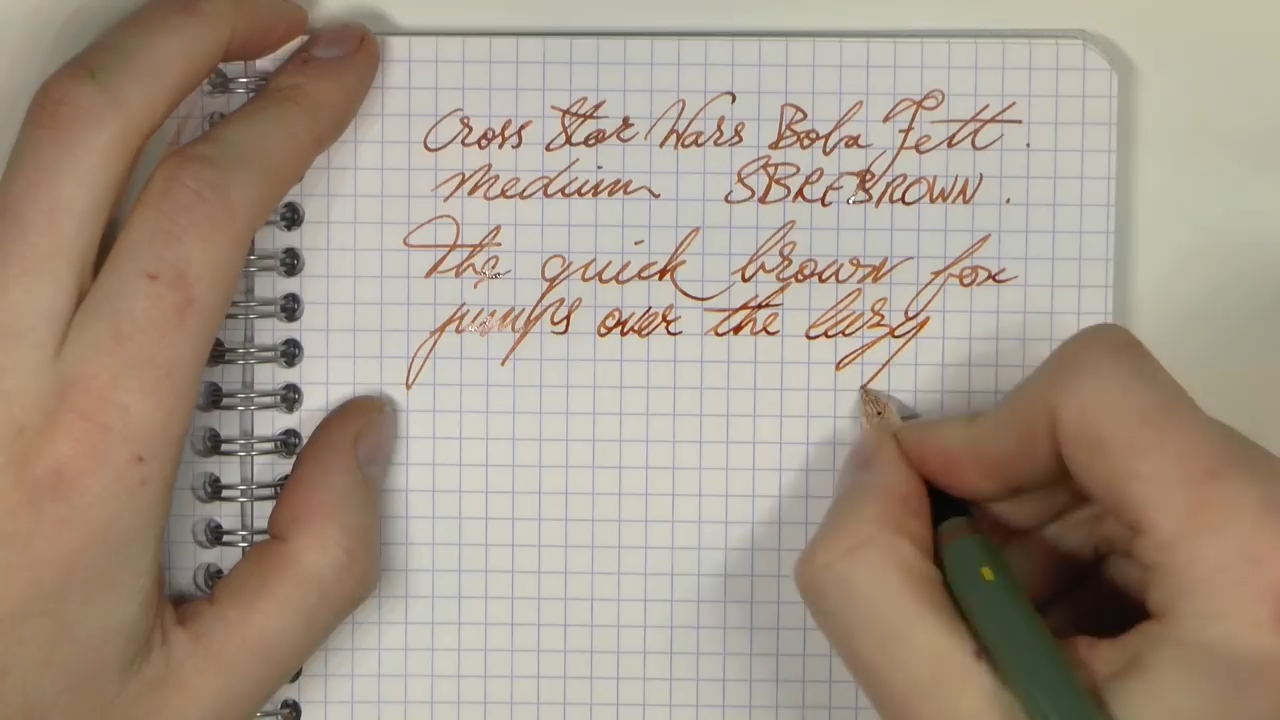 Cross Star Wars Boba Fett.
medium SBREBROWN.
The quick brown fox
jumps over the lazy